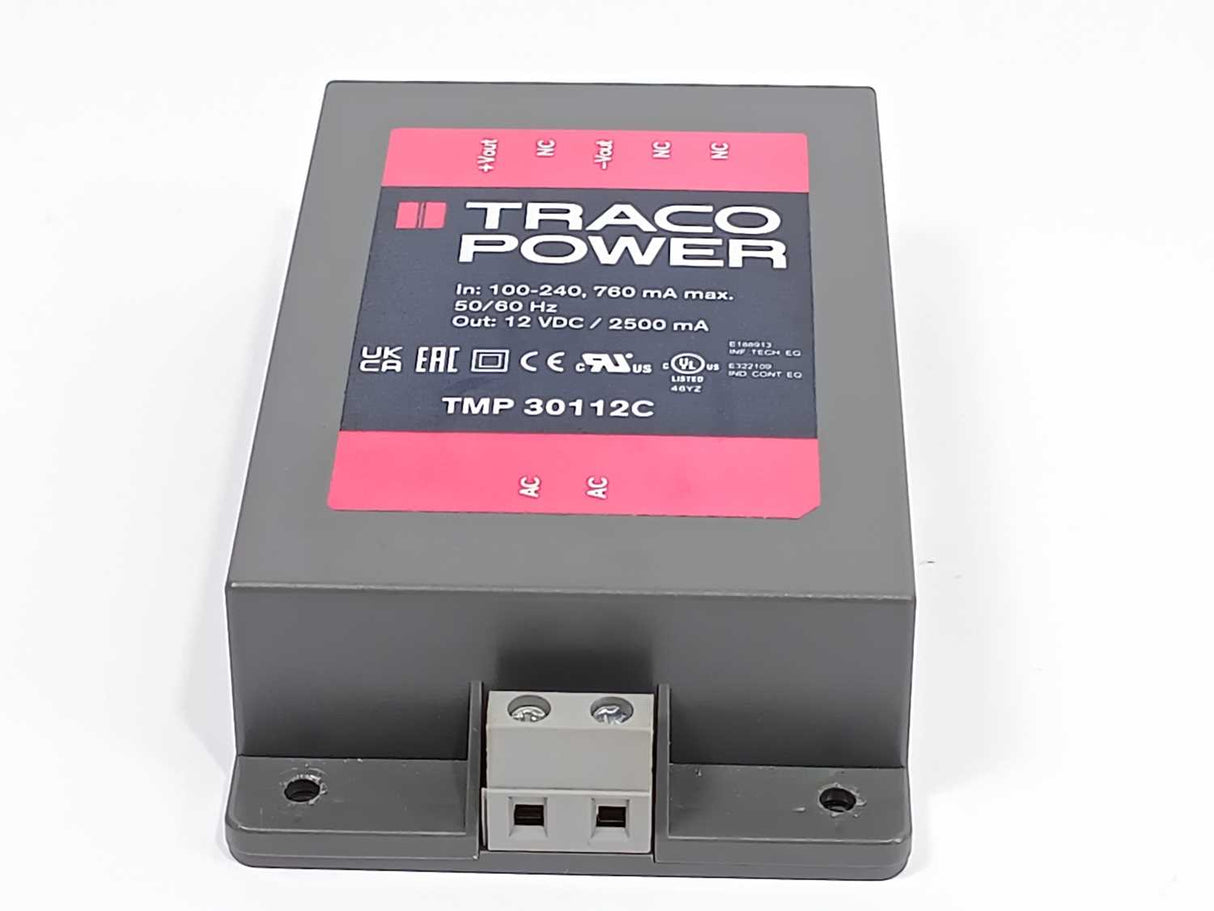 +Vout NC -Vout NC NC
TRACO
POWER
In: 100-240, 760 mA max.
50/60 Hz
Out: 12 VDC / 2500 mA
UK
CA EAC CE c RU US c UL US
LISTED
46YZ
E188913
INF TECH EQ
E322109
IND CONT EQ
TMP 30112C
AC AC